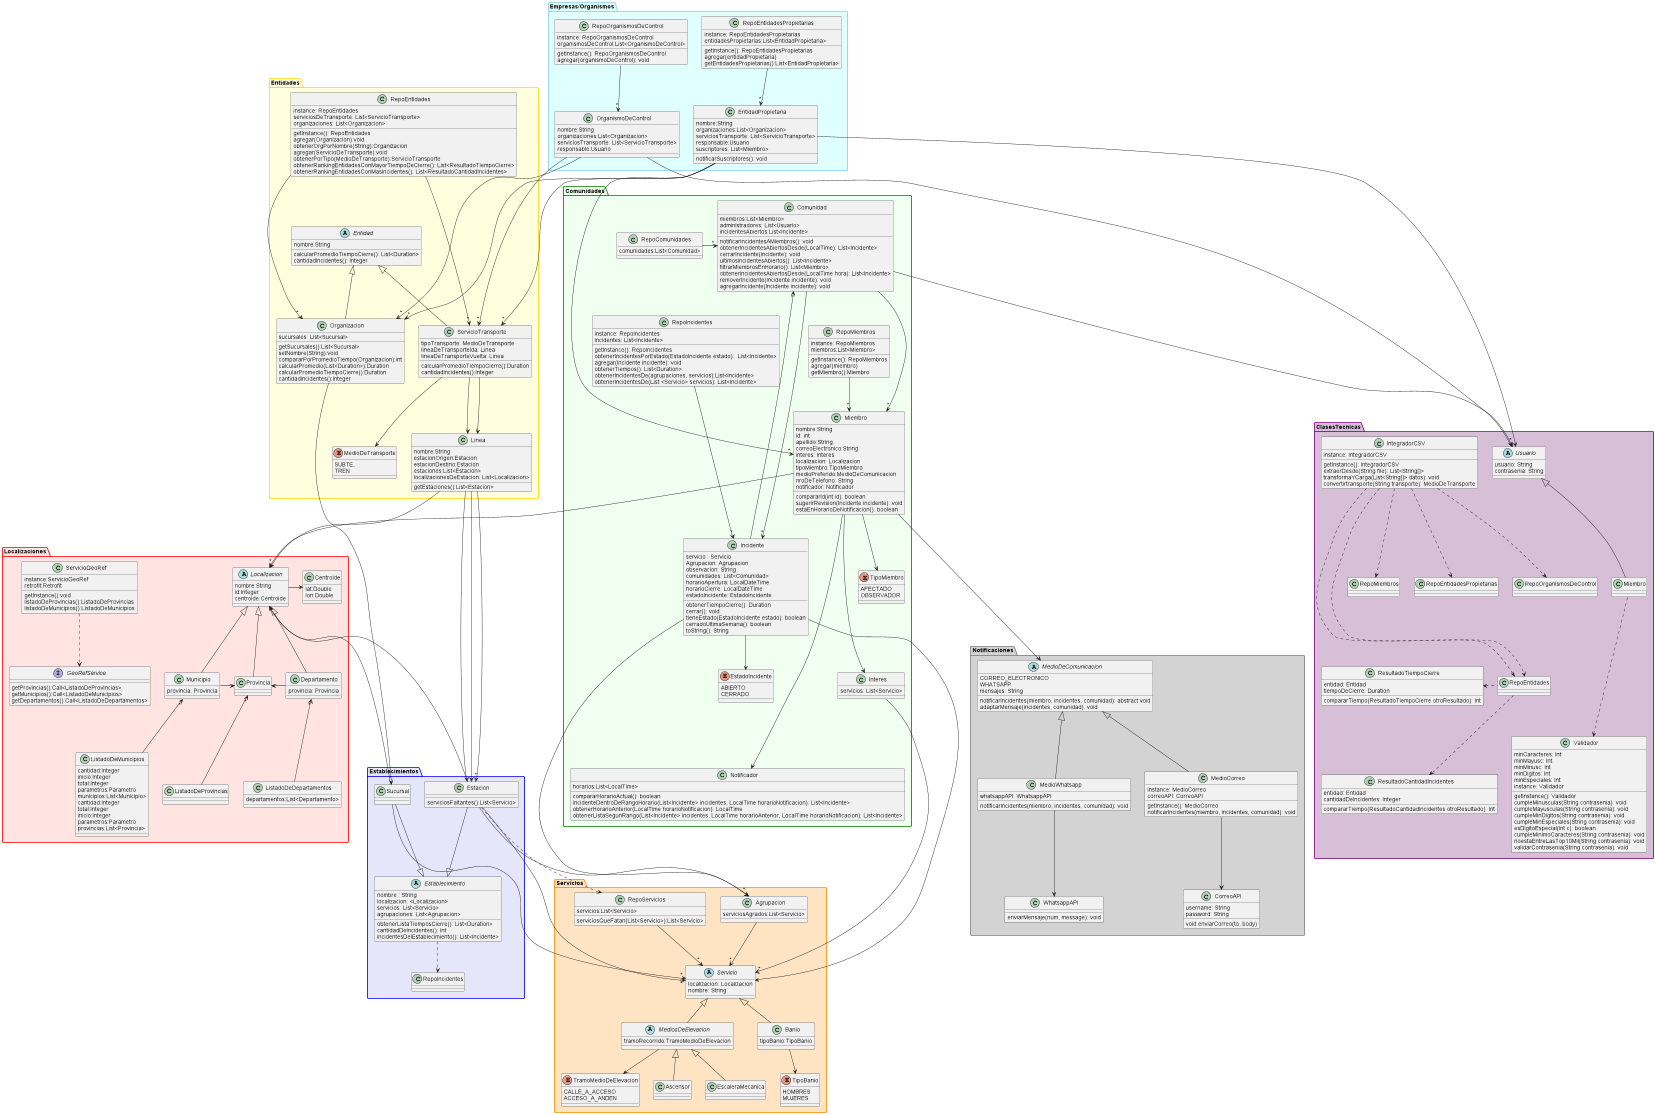 Empresas/Organismos
RepoOrganismosDeControl
instance: RepoOrganismosDeControl
organismosDeControl:List<OrganismoDeControl>
getInstance(): RepoOrganismosDeControl
agregar(organismoDeControl): void
RepoEntidadesPropietarias
instance: RepoEntidadesPropietarias
entidadesPropietarias:List<EntidadPropietaria>
getInstance(): RepoEntidadesPropietarias
agregar(entidadPropietaria)
getEntidadesPropietarias():List<EntidadPropietaria>
OrganismoDeControl
nombre:String
organizaciones:List<Organizacion>
serviciosTransporte: List<ServicioTransporte>
responsable:Usuario
EntidadPropietaria
nombre:String
organizaciones:List<Organizacion>
serviciosTransporte: List<ServicioTransporte>
responsable:Usuario
suscriptores: List<Miembro>
notificarSuscriptores(): void
Entidades
RepoEntidades
instance: RepoEntidades
serviciosDeTransporte: List<ServicioTransporte>
organizaciones: List<Organizacion>
getInstance(): RepoEntidades
agregar(Organizacion):void
obtenerOrgPorNombre(String):Organizacion
agregar(ServicioDeTransporte):void
obtenerPorTipo(MedioDeTransporte):ServicioTransporte
obtenerRankingEntidadesConMayorTiempoDeCierre(): List<ResultadoTiempoCierre>
obtenerRankingEntidadesConMasIncidentes(): List<ResultadoCantidadIncidentes>
Entidad
nombre:String
calcularPromedioTiempoCierre(): List<Duration>
cantidadIncidentes(): Integer
Organizacion
sucursales: List<Sucursal>
getSucursales():List<Sucursal>
setNombre(String):void
compararPorPromedioTiempo(Organizacion):int
calcularPromedio(List<Duration>):Duration
calcularPromedioTiempoCierre():Duration
cantidadIncidentes():Integer
ServicioTransporte
tipoTransporte: MedioDeTransporte
lineaDeTransporteIda: Linea
lineaDeTransporteVuelta: Linea
calcularPromedioTiempoCierre():Duration
cantidadIncidentes():Integer
MedioDeTransporte
SUBTE,
TREN
Linea
nombre:String
estacionOrigen:Estacion
estacionDestino:Estacion
estaciones:List<Estacion>
localizacionesDeEstacion: List<Localizacion>
getEstaciones():List<Estacion>
Comunidades
RepoComunidades
comunidades:List<Comunidad>
Comunidad
miembros:List<Miembro>
administradores: List<Usuario>
incidentesAbiertos:List<Incidente>
notificarIncidentesAMiembros(): void
obtenerIncidentesAbiertosDesde(LocalTime): List<Incidente>
cerrarIncidente(Incidente): void
ultimosIncidentesAbiertos(): List<Incidente>
filtrarMiembrosEnHorario(): List<Miembro>
obtenerIncidentesAbiertosDesde(LocalTime hora): List<Incidente>
removerIncidente(Incidente incidente): void
agregarIncidente(Incidente incidente): void
RepoIncidentes
instance: RepoIncidentes
incidentes: List<Incidente>
getInstance(): RepoIncidentes
obtenerIncidentesPorEstado(EstadoIncidente estado): List<Incidente>
agregar(Incidente incidente): void
obtenerTiempos(): List<Duration>
obtenerIncidentesDe(agrupaciones, servicios):List<Incidente>
obtenerIncidentesDe(List <Servicio> servicios): List<Incidente>
RepoMiembros
instance: RepoMiembros
miembros:List<Miembro>
getInstance(): RepoMiembros
agregar(miembro)
getMiembro():Miembro
Miembro
nombre:String
id: int
apellido:String
correoElectronico:String
interes: Interes
localizacion: Localizacion
tipoMiembro:TipoMiembro
medioPreferido:MedioDeComunicacion
nroDeTelefono: String
notificador: Notificador
compararId(int id): boolean
sugerirRevision(Incidente incidente): void
estaEnHorarioDeNotificacion(): boolean
Incidente
servicio : Servicio
Agrupacion: Agrupacion
observacion: String
comunidades: List<Comunidad>
horarioApertura: LocalDateTime
horarioCierre: LocalDateTime
estadoIncidente: EstadoIncidente
obtenerTiempoCierre(): Duration
cerrar(): void
tieneEstado(EstadoIncidente estado): boolean
cerradoUltimaSemana(): boolean
toString(): String
TipoMiembro
AFECTADO
OBSERVADOR
EstadoIncidente
ABIERTO
CERRADO
Interes
servicios: List<Servicio>
Notificador
horarios:List<LocalTime>
compararHorarioActual(): boolean
incidenteDentroDeRangoHorario(List<Incidente> incidentes, LocalTime horarioNotificacion): List<Incidente>
obtenerHorarioAnterior(LocalTime horarioNotificacion): LocalTime
obtenerListaSegunRango(List<Incidente> incidentes, LocalTime horarioAnterior, LocalTime horarioNotificacion): List<Incidente>
ClasesTecnicas
IntegradorCSV
instance: IntegradorCSV
getInstance(): IntegradorCSV
extraerDesde(String file): List<String[]>
transformarYCarga(List<String[]> datos): void
convertirtransporte(String transporte): MedioDeTransporte
Usuario
usuario: String
contrasenia: String
RepoMiembros
RepoEntidadesPropietarias
RepoOrganismosDeControl
Miembro
ResultadoTiempoCierre
entidad: Entidad
tiempoDeCierre: Duration
compararTiempo(ResultadoTiempoCierre otroResultado): Int
RepoEntidades
ResultadoCantidadIncidentes
entidad: Entidad
cantidadDeIncidentes: Integer
compararTiempo(ResultadoCantidadIncidentes otroResultado): Int
Validador
minCaracteres: Int
minMayusc: Int
minMinusc: Int
minDigitos: Int
minEspeciales: Int
instance: Validador
getInstance(): Validador
cumpleMinusculas(String contrasenia): void
cumpleMayusculas(String contrasenia): void
cumpleMinDigitos(String contrasenia): void
cumpleMinEspeciales(String contrasenia): void
esDigitoEspecial(int c): boolean
cumpleMinimoCaracteres(String contrasenia): void
noestaEntreLasTop10Mil(String contrasenia): void
validarContrasenia(String contrasenia): void
Localizaciones
ServicioGeoRef
instance:ServicioGeoRef
retrofit:Retrofit
getInstance():void
listadoDeProvincias():ListadoDeProvincias
listadoDeMunicipios():ListadoDeMunicipios
Localizacion
nombre:String
id:Integer
centroide:Centroide
Centroide
lat:Double
lon:Double
GeoRefService
getProvincias():Call<ListadoDeProvincias>
getMunicipios():Call<ListadoDeMunicipios>
getDepartamentos():Call<ListadoDeDepartamentos>
Municipio
provincia: Provincia
Provincia
Departamento
provincia: Provincia
ListadoDeMunicipios
cantidad:Integer
inicio:Integer
total:Integer
parametros:Parametro
municipios:List<Municipio>
cantidad:Integer
total:Integer
inicio:Integer
parametros:Parametro
provincias:List<Provincia>
ListadoDeProvincias
ListadoDeDepartamentos
departamentos:List<Departamento>
Establecimientos
Sucursal
Estacion
serviciosFaltantes():List<Servicio>
Establecimiento
nombre : String
localizacion: <Localizacion>
servicios: List<Servicio>
agrupaciones: List<Agrupacion>
obtenerListaTiemposCierre(): List<Duration>
cantidadDeIncidentes(): Int
incidentesDelEstablecimiento(): List<Incidente>
RepoIncidentes
Notificaciones
MedioDeComunicacion
CORREO_ELECTRONICO
WHATSAPP
mensajes: String
notificarIncidentes(miembro, incidentes, comunidad): abstract void
adaptarMensaje(incidentes, comunidad): void
MedioWhatsapp
whatsappAPI: WhatsappAPI
notificarIncidentes(miembro, incidentes, comunidad): void
MedioCorreo
instance: MedioCorreo
correoAPI: CorreoAPI
getInstance(): MedioCorreo
notificarIncidentes(miembro, incidentes, comunidad): void
WhatsappAPI
enviarMensaje(num, message): void
CorreoAPI
username: String
password: String
void enviarCorreo(to, body)
Servicios
RepoServicios
servicios:List<Servicio>
serviciosQueFatan(List<Servicio>):List<Servicio>
Agrupacion
serviciosAgrados:List<Servicio>
Servicio
localizacion: Localizacion
nombre: String
MediosDeElevacion
tramoRecorrido:TramoMedioDeElevacion
Banio
tipoBanio:TipoBanio
TramoMedioDeElevacion
CALLE_A_ACCESO
ACCESO_A_ANDEN
Ascensor
EscaleraMecanica
TipoBanio
HOMBRES
MUJERES